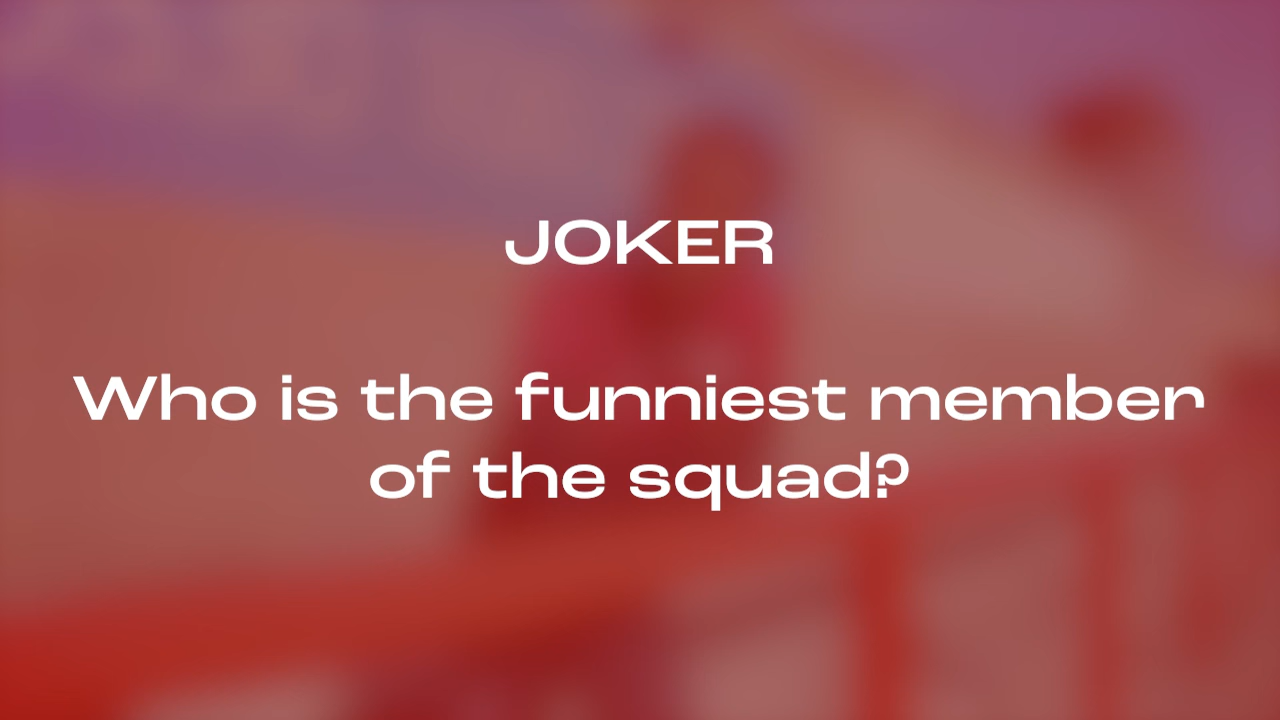 JOKER
Who is the funniest member
of the squad?